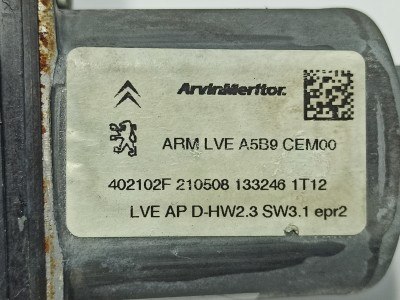 ArvinMeritor.
ARM LVE A5B9 CEM00
402102F 210508 133246 1T12
LVE AP D-HW2.3 SW3.1 epr2